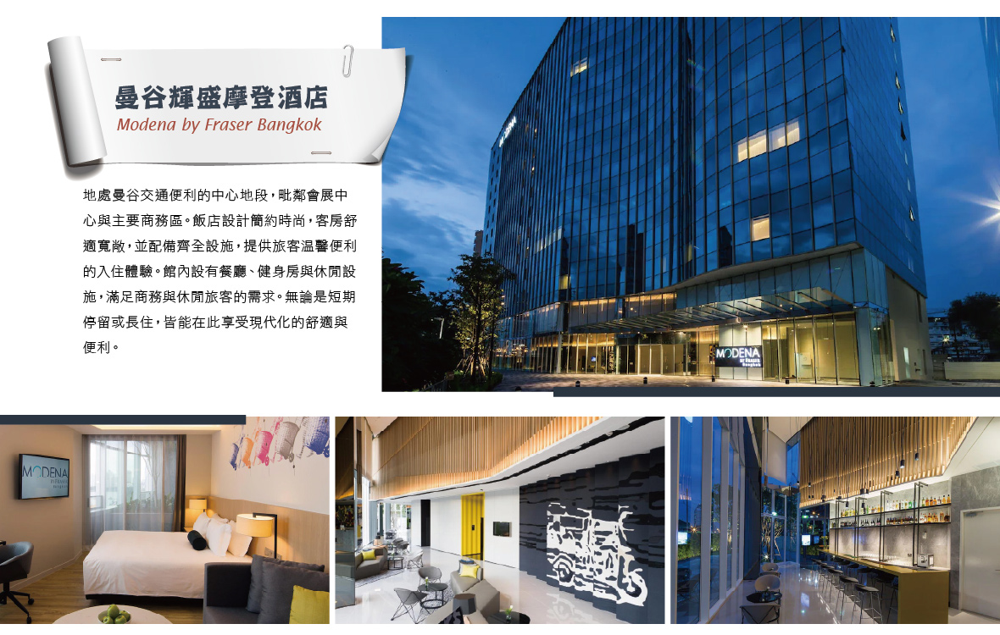 曼谷輝盛摩登酒店
Modena by Fraser Bangkok
地處曼谷交通便利的中心地段，毗鄰會展中
心與主要商務區。飯店設計簡約時尚，客房舒
適寬敞，並配備齊全設施，提供旅客溫馨便利
的入住體驗。館內設有餐廳、健身房與休閒設
施，滿足商務與休閒旅客的需求。無論是短期
停留或長住，皆能在此享受現代化的舒適與
便利。
MODENA
MODENA
BY FRASER
Bangkok
MODENA
BY FRASER
Bangkok